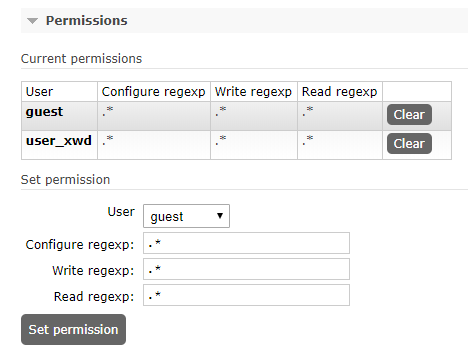 Permissions
Current permissions
User Configure regexp Write regexp Read regexp
guest .* .* .* Clear
user_xwd .* .* .* Clear
Set permission
User guest
Configure regexp: .*
Write regexp: .*
Read regexp: .*
Set permission